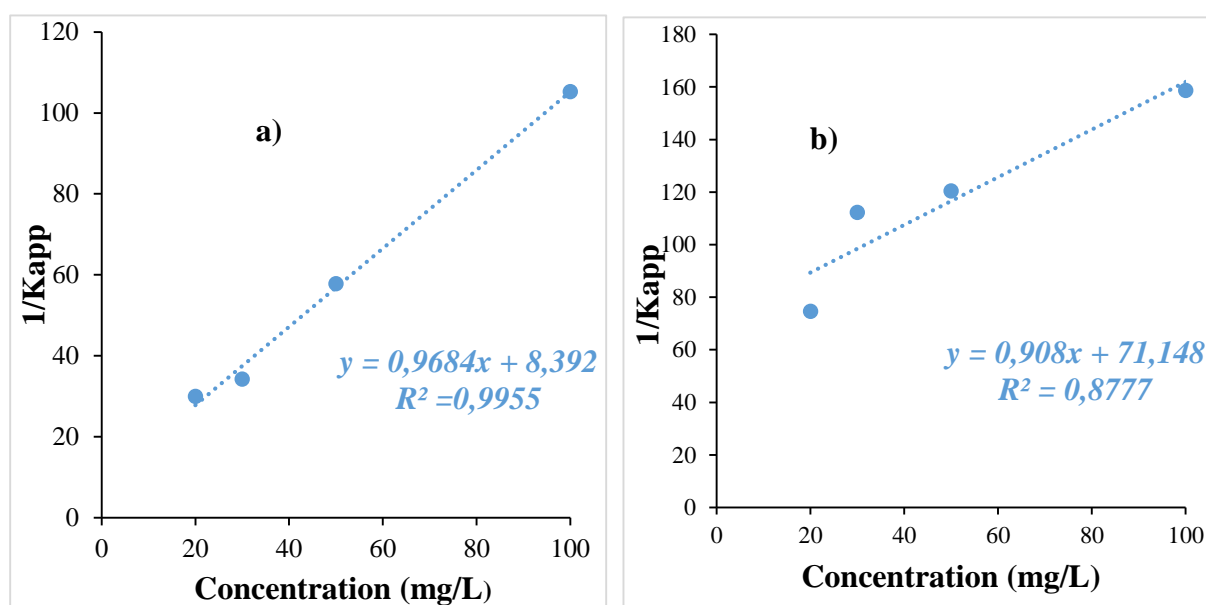 120
100
80
60
40
20
0
1/Kapp
a)
y = 0,9684x + 8,392
R² =0,9955
0 20 40 60 80 100
Concentration (mg/L)
180
160
140
120
100
80
60
40
20
0
1/Kapp
b)
y = 0,908x + 71,148
R² = 0,8777
0 20 40 60 80 100
Concentration (mg/L)